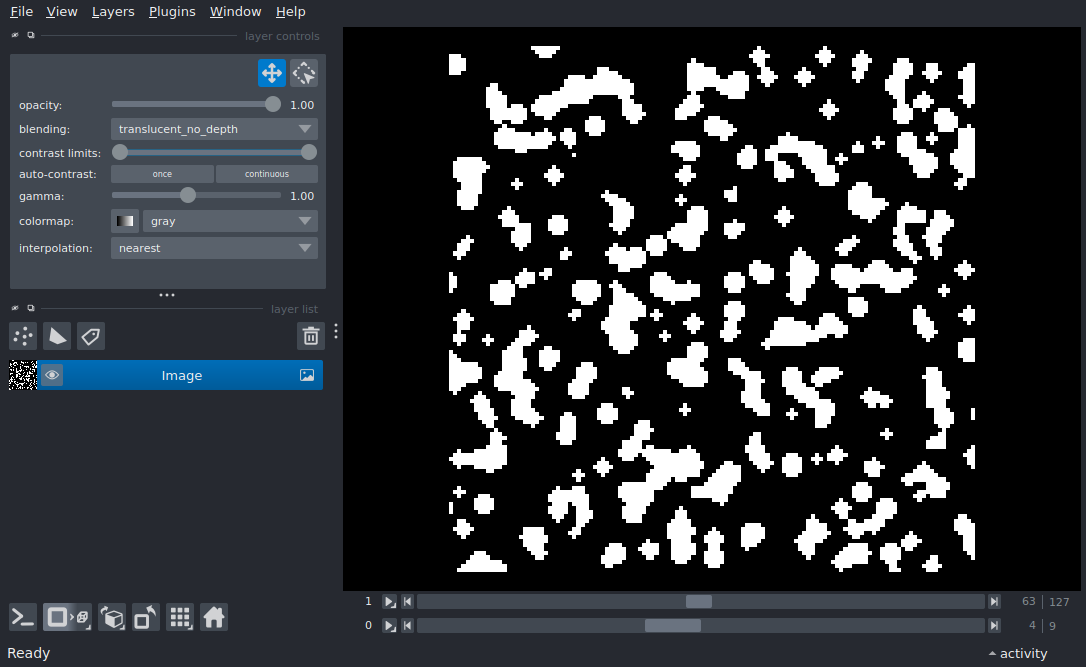 File View Layers Plugins Window Help
layer controls
opacity: 1.00
blending: translucent_no_depth
contrast limits:
auto-contrast: once continuous
gamma: 1.00
colormap: gray
interpolation: nearest
layer list
Image
1 63 | 127
0 4 | 9
Ready activity